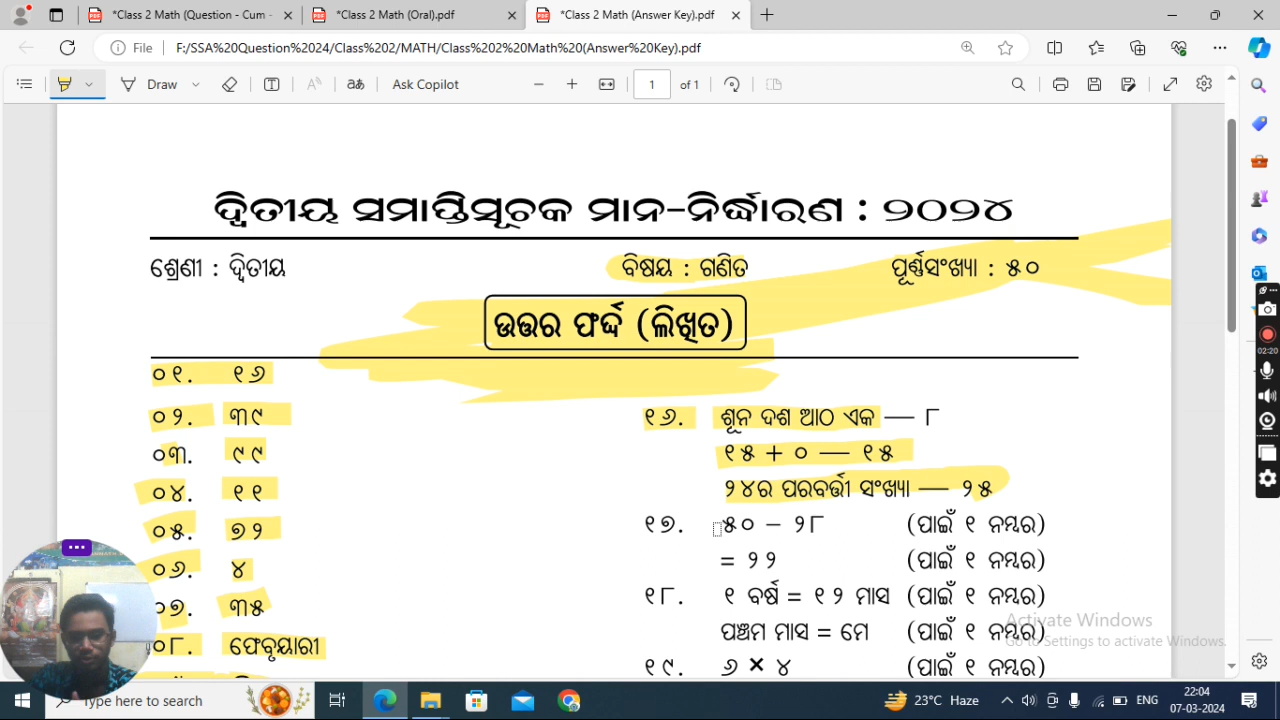 *Class 2 Math (Question - Cum -
*Class 2 Math (Oral).pdf
*Class 2 Math (Answer Key).pdf
File
F:/SSA%20Question%2024/Class%202/MATH/Class%202%20Math%20(Answer%20Key).pdf
Draw
Ask Copilot
1 of 1
ଦ୍ୱିତୀୟ ସମାପ୍ତିସୂଚକ ମାନ-ନିର୍ଦ୍ଧାରଣ : ୨୦୨୪
ଶ୍ରେଣୀ : ଦ୍ୱିତୀୟ ବିଷୟ : ଗଣିତ ପୂର୍ଣ୍ଣସଂଖ୍ୟା : ୫୦
ଉତ୍ତର ଫର୍ଦ୍ଦ (ଲିଖିତ)
୦୧. ୧୬
୦୨. ୩୯
୦୩. ୯୯
୦୪. ୧୧
୦୫. ୭୨
୦୬. ୪
୦୭. ୩୫
୦୮. ଫେବୃୟାରୀ
୧୬. ଶୂନ ଦଶ ଆଠ ଏକ — ୮
୧୫ + ୦ — ୧୫
୨୪ର ପରବର୍ତ୍ତୀ ସଂଖ୍ୟା — ୨୫
୧୭. ୫୦ – ୨୮ (ପାଇଁ ୧ ନମ୍ବର)
= ୨୨ (ପାଇଁ ୧ ନମ୍ବର)
୧୮. ୧ ବର୍ଷ = ୧୨ ମାସ (ପାଇଁ ୧ ନମ୍ବର)
ପଞ୍ଚମ ମାସ = ମେ (ପାଇଁ ୧ ନମ୍ବର)
୧୯. ୬ × ୪ (ପାଇଁ ୧ ନମ୍ବର)
Activate Windows
Go to Settings to activate Windows.
02:20
Type here to search
23°C Haze
ENG
22:04
07-03-2024